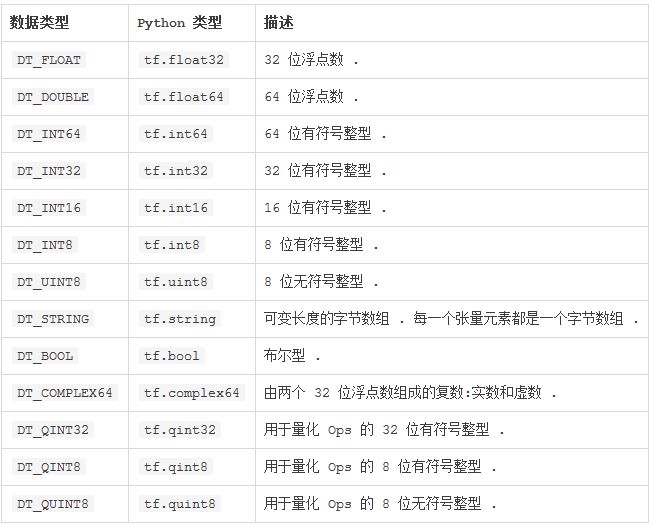 数据类型 Python 类型 描述
DT_FLOAT tf.float32 32 位浮点数 .
DT_DOUBLE tf.float64 64 位浮点数 .
DT_INT64 tf.int64 64 位有符号整型 .
DT_INT32 tf.int32 32 位有符号整型 .
DT_INT16 tf.int16 16 位有符号整型 .
DT_INT8 tf.int8 8 位有符号整型 .
DT_UINT8 tf.uint8 8 位无符号整型 .
DT_STRING tf.string 可变长度的字节数组 . 每一个张量元素都是一个字节数组 .
DT_BOOL tf.bool 布尔型 .
DT_COMPLEX64 tf.complex64 由两个 32 位浮点数组成的复数:实数和虚数 .
DT_QINT32 tf.qint32 用于量化 Ops 的 32 位有符号整型 .
DT_QINT8 tf.qint8 用于量化 Ops 的 8 位有符号整型 .
DT_QUINT8 tf.quint8 用于量化 Ops 的 8 位无符号整型 .